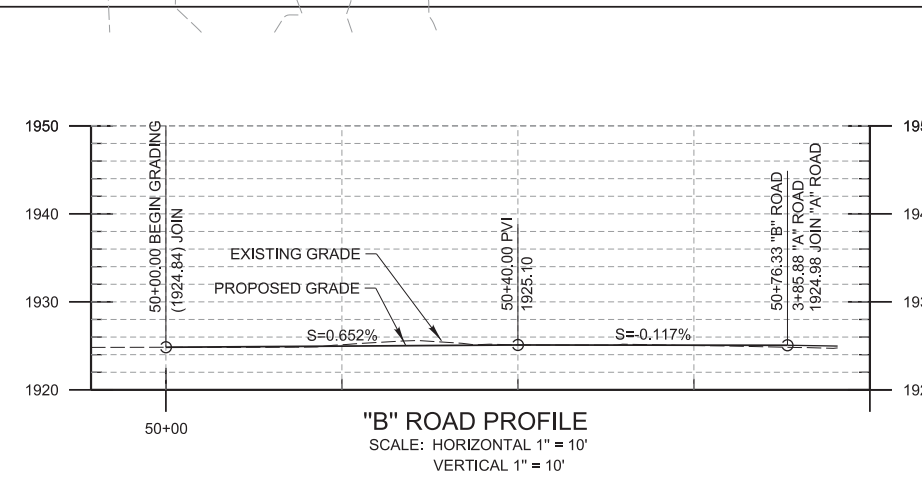 1950
1940
1930
1920
50+00.00 BEGIN GRADING
(1924.84) JOIN
EXISTING GRADE
PROPOSED GRADE
S=0.652%
50+40.00 PVI
1925.10
S=-0.117%
50+76.33 "B" ROAD
3+85.88 "A" ROAD
1924.98 JOIN "A" ROAD
50+00
"B" ROAD PROFILE
SCALE: HORIZONTAL 1" = 10'
VERTICAL 1" = 10'